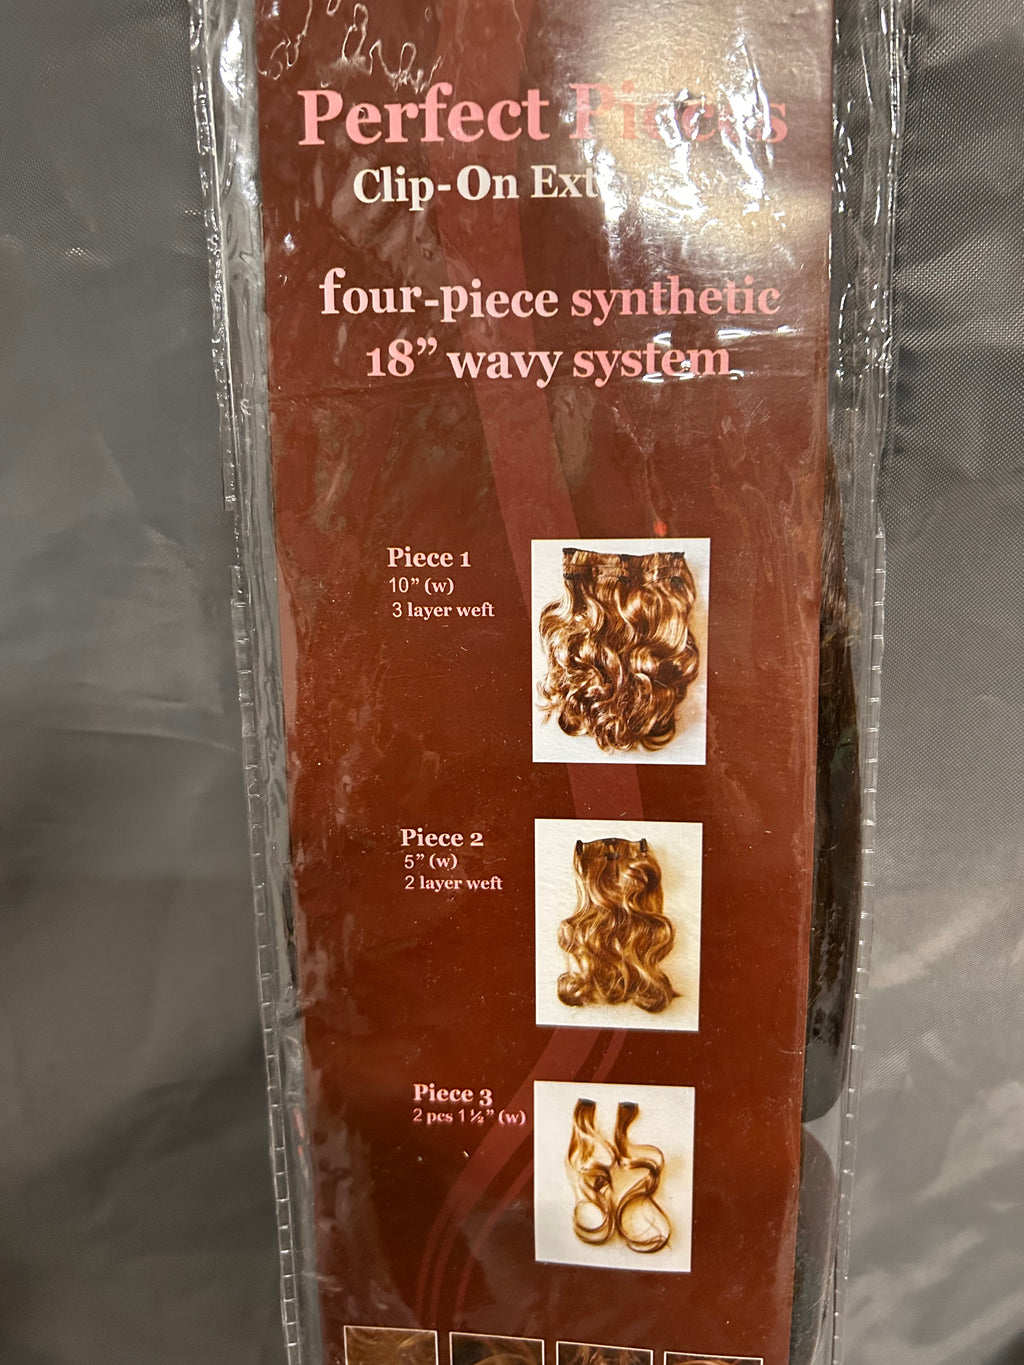 Perfect Pieces
Clip-On
four-piece synthetic
18” wavy system
Piece 1
10” (w)
3 layer weft
Piece 2
5” (w)
2 layer weft
Piece 3
2 pcs 1 ½” (w)